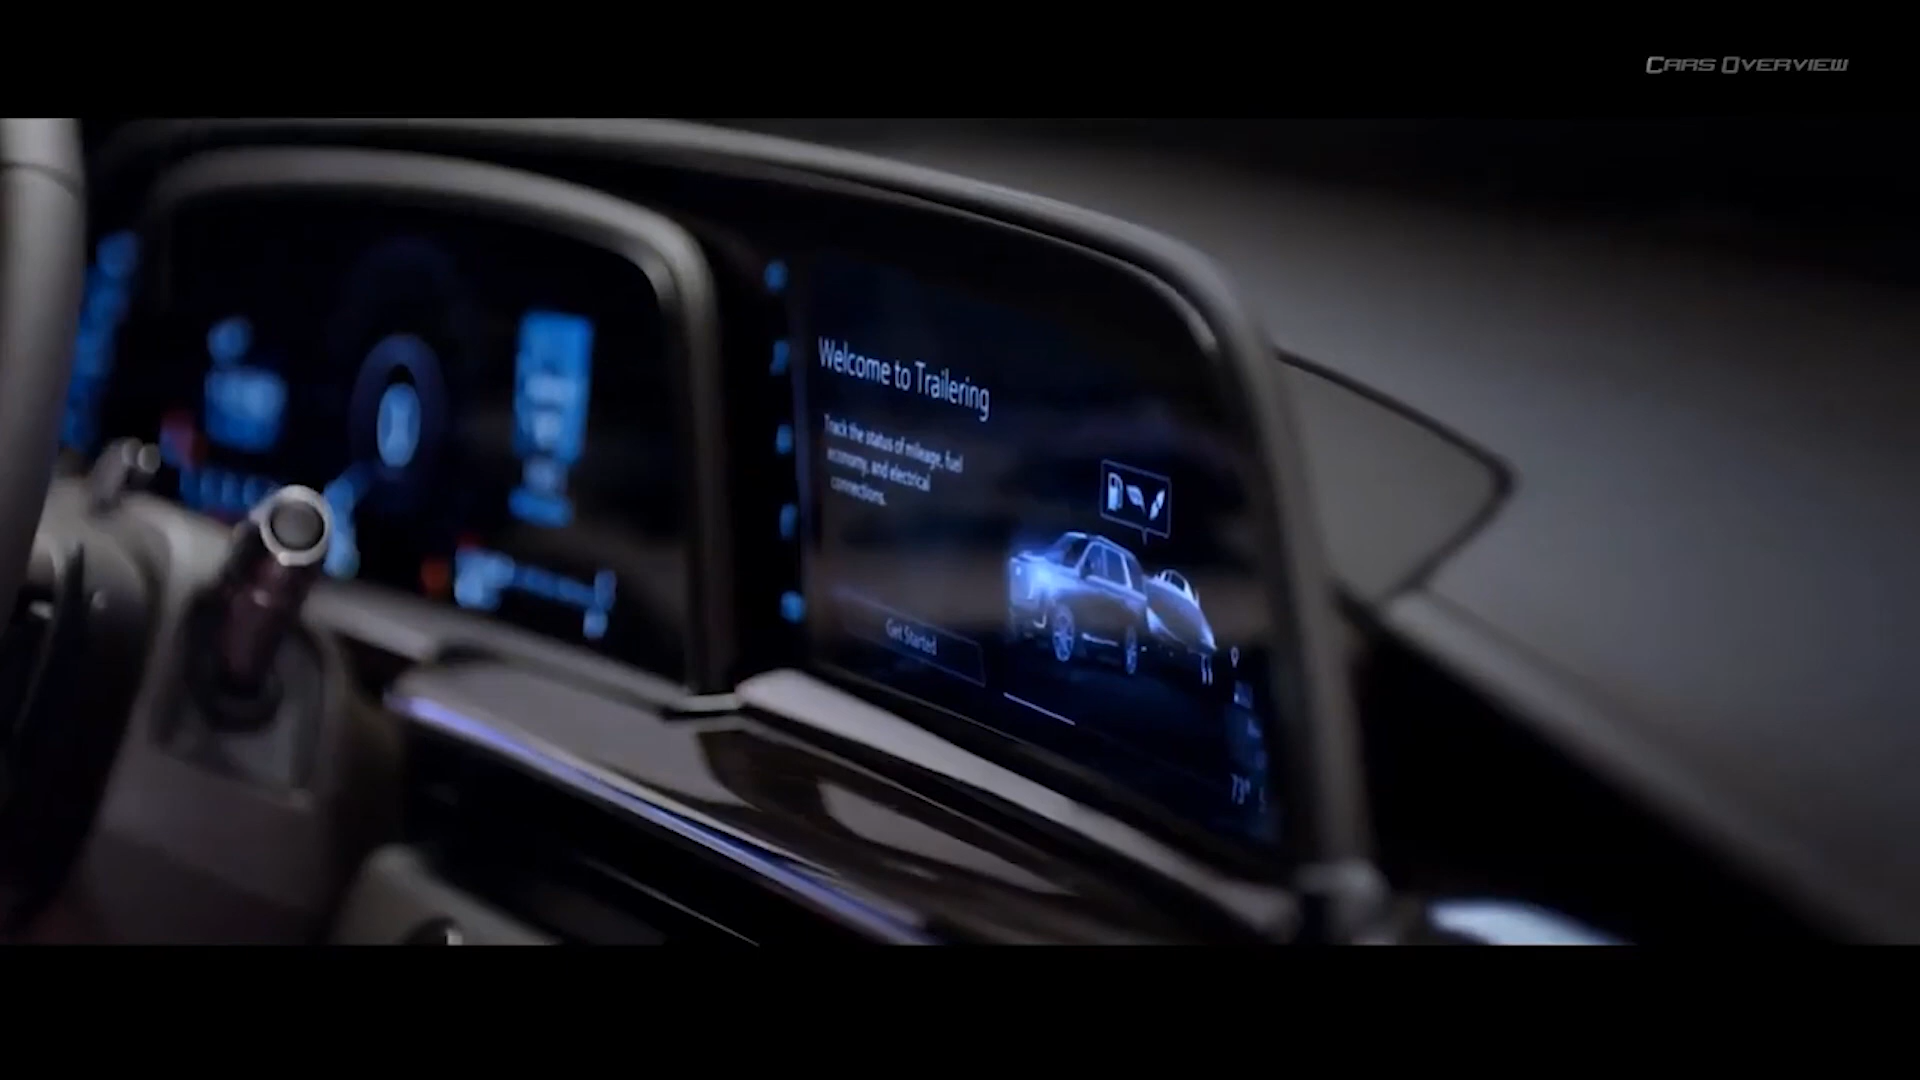 CARS OVERVIEW
Welcome to Trailering
Track the status of mileage, fuel
economy, and electrical
connections.
Get Started
73°